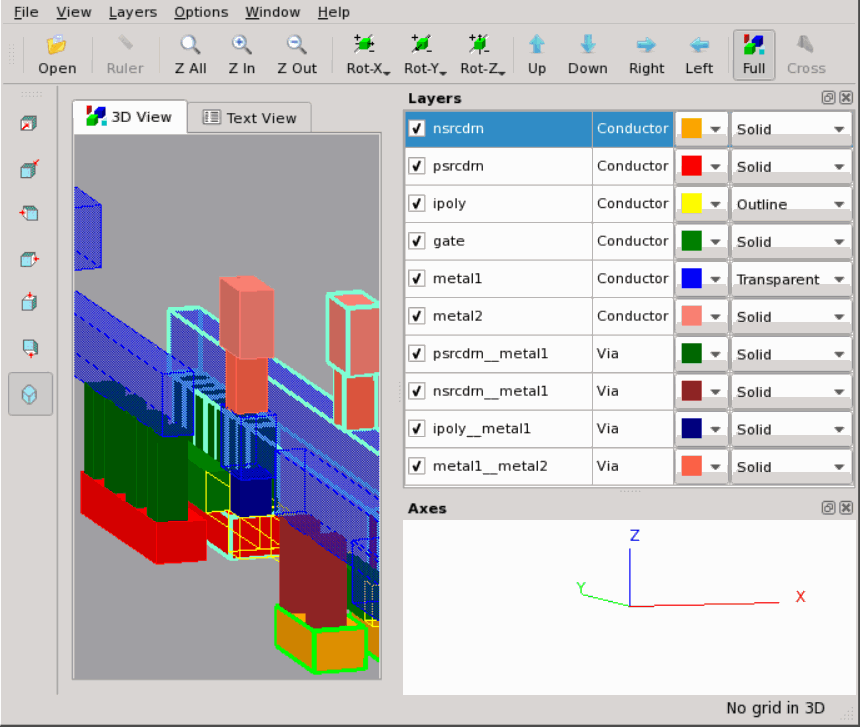 File View Layers Options Window Help
Open Ruler Z All Z In Z Out Rot-X Rot-Y Rot-Z Up Down Right Left Full Cross
3D View Text View
Layers
nsrcdrn Conductor Solid
psrcdrn Conductor Solid
ipoly Conductor Outline
gate Conductor Solid
metal1 Conductor Transparent
metal2 Conductor Solid
psrcdrn__metal1 Via Solid
nsrcdrn__metal1 Via Solid
ipoly__metal1 Via Solid
metal1__metal2 Via Solid
Axes
Z
Y
X
No grid in 3D